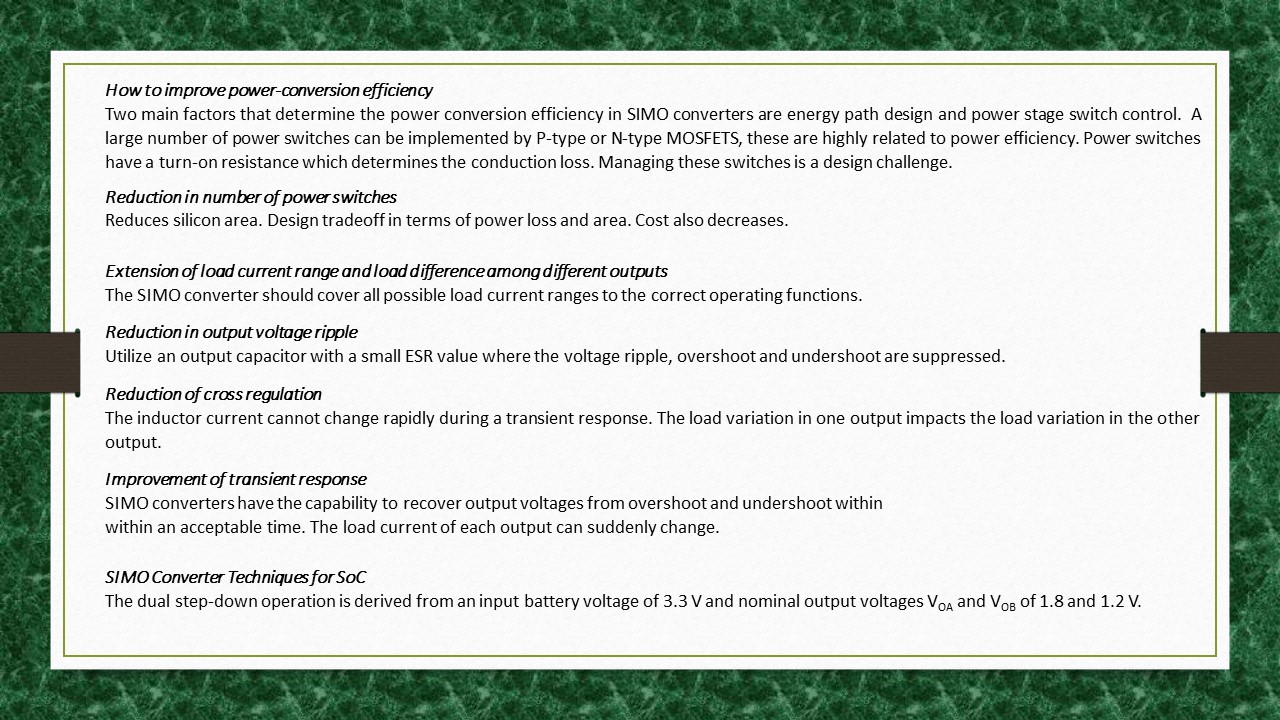 How to improve power-conversion efficiency
Two main factors that determine the power conversion efficiency in SIMO converters are energy path design and power stage switch control. A
large number of power switches can be implemented by P-type or N-type MOSFETS, these are highly related to power efficiency. Power switches
have a turn-on resistance which determines the conduction loss. Managing these switches is a design challenge.
Reduction in number of power switches
Reduces silicon area. Design tradeoff in terms of power loss and area. Cost also decreases.
Extension of load current range and load difference among different outputs
The SIMO converter should cover all possible load current ranges to the correct operating functions.
Reduction in output voltage ripple
Utilize an output capacitor with a small ESR value where the voltage ripple, overshoot and undershoot are suppressed.
Reduction of cross regulation
The inductor current cannot change rapidly during a transient response. The load variation in one output impacts the load variation in the other
output.
Improvement of transient response
SIMO converters have the capability to recover output voltages from overshoot and undershoot within
within an acceptable time. The load current of each output can suddenly change.
SIMO Converter Techniques for SoC
The dual step-down operation is derived from an input battery voltage of 3.3 V and nominal output voltages VOA and VOB of 1.8 and 1.2 V.